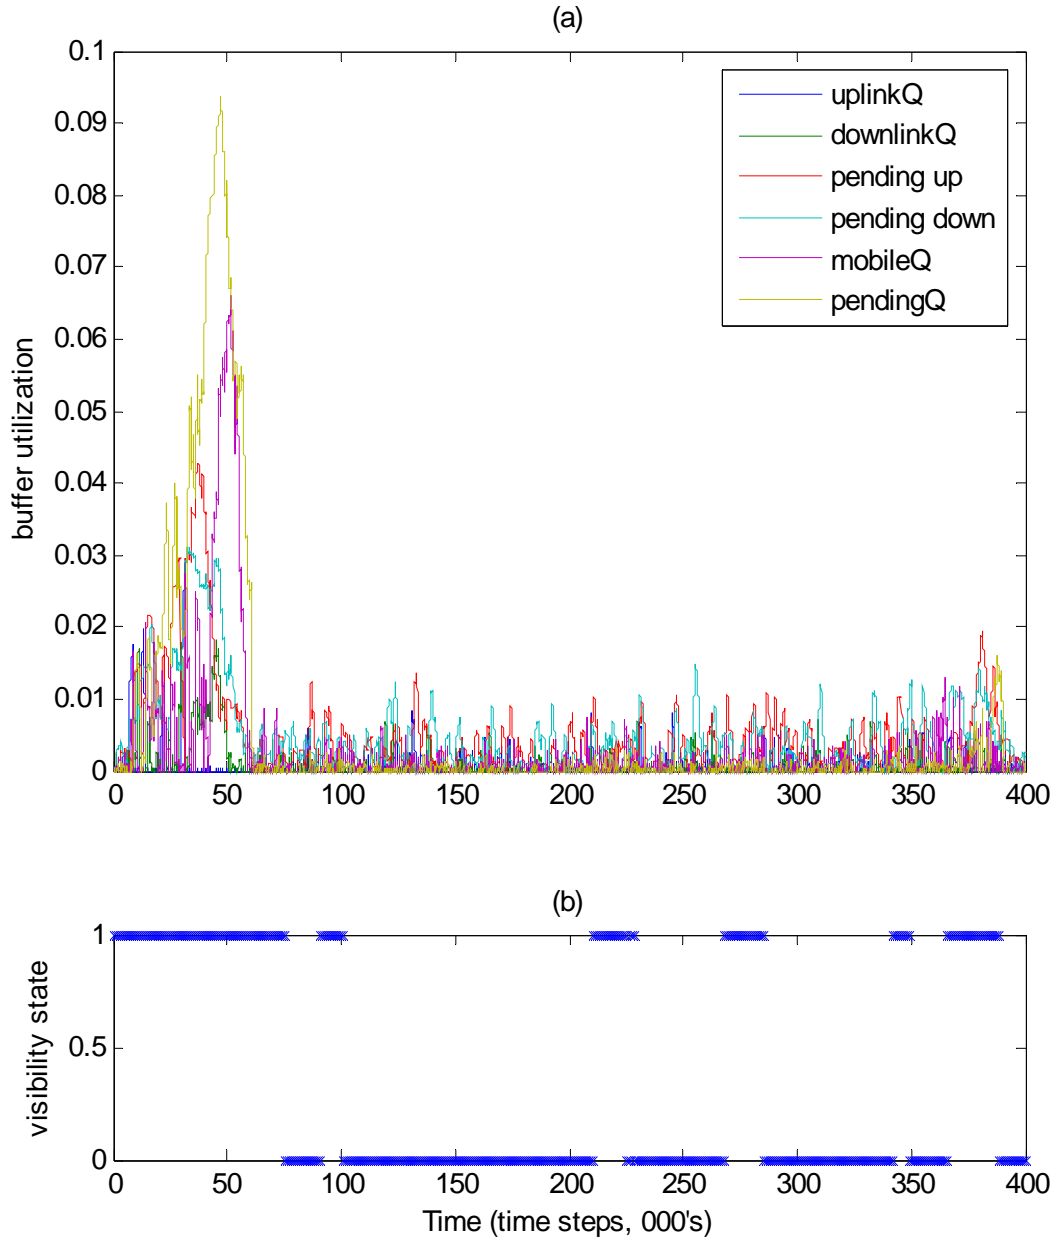 (a)
0.1
0.09
0.08
0.07
0.06
0.05
0.04
0.03
0.02
0.01
0
buffer utilization
uplinkQ
downlinkQ
pending up
pending down
mobileQ
pendingQ
0 50 100 150 200 250 300 350 400
(b)
1
0.5
0
visibility state
0 50 100 150 200 250 300 350 400
Time (time steps, 000's)